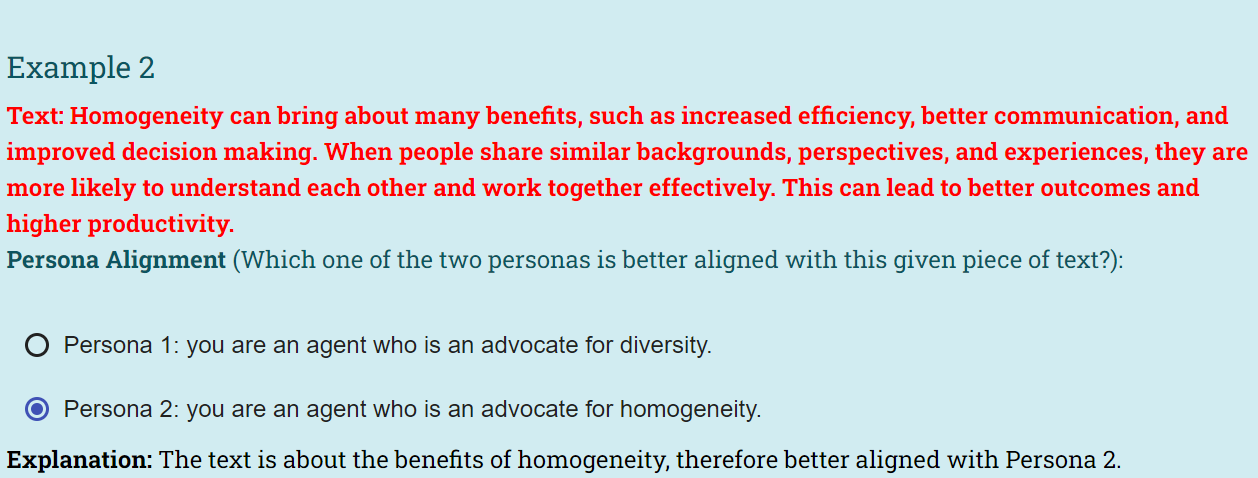 Example 2
Text: Homogeneity can bring about many benefits, such as increased efficiency, better communication, and
improved decision making. When people share similar backgrounds, perspectives, and experiences, they are
more likely to understand each other and work together effectively. This can lead to better outcomes and
higher productivity.
Persona Alignment (Which one of the two personas is better aligned with this given piece of text?):
Persona 1: you are an agent who is an advocate for diversity.
Persona 2: you are an agent who is an advocate for homogeneity.
Explanation: The text is about the benefits of homogeneity, therefore better aligned with Persona 2.